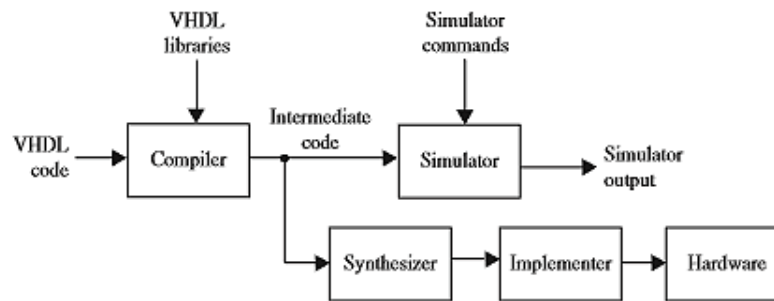 VHDL
libraries
Simulator
commands
VHDL
code
Compiler
Intermediate
code
Simulator
Simulator
output
Synthesizer
Implementer
Hardware